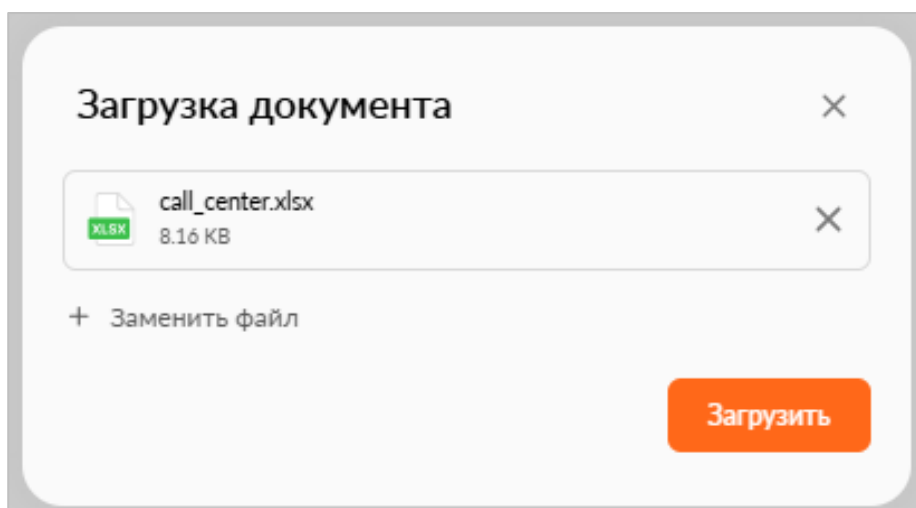 Загрузка документа
call_center.xlsx
XLSX
8.16 KB
+ Заменить файл
Загрузить